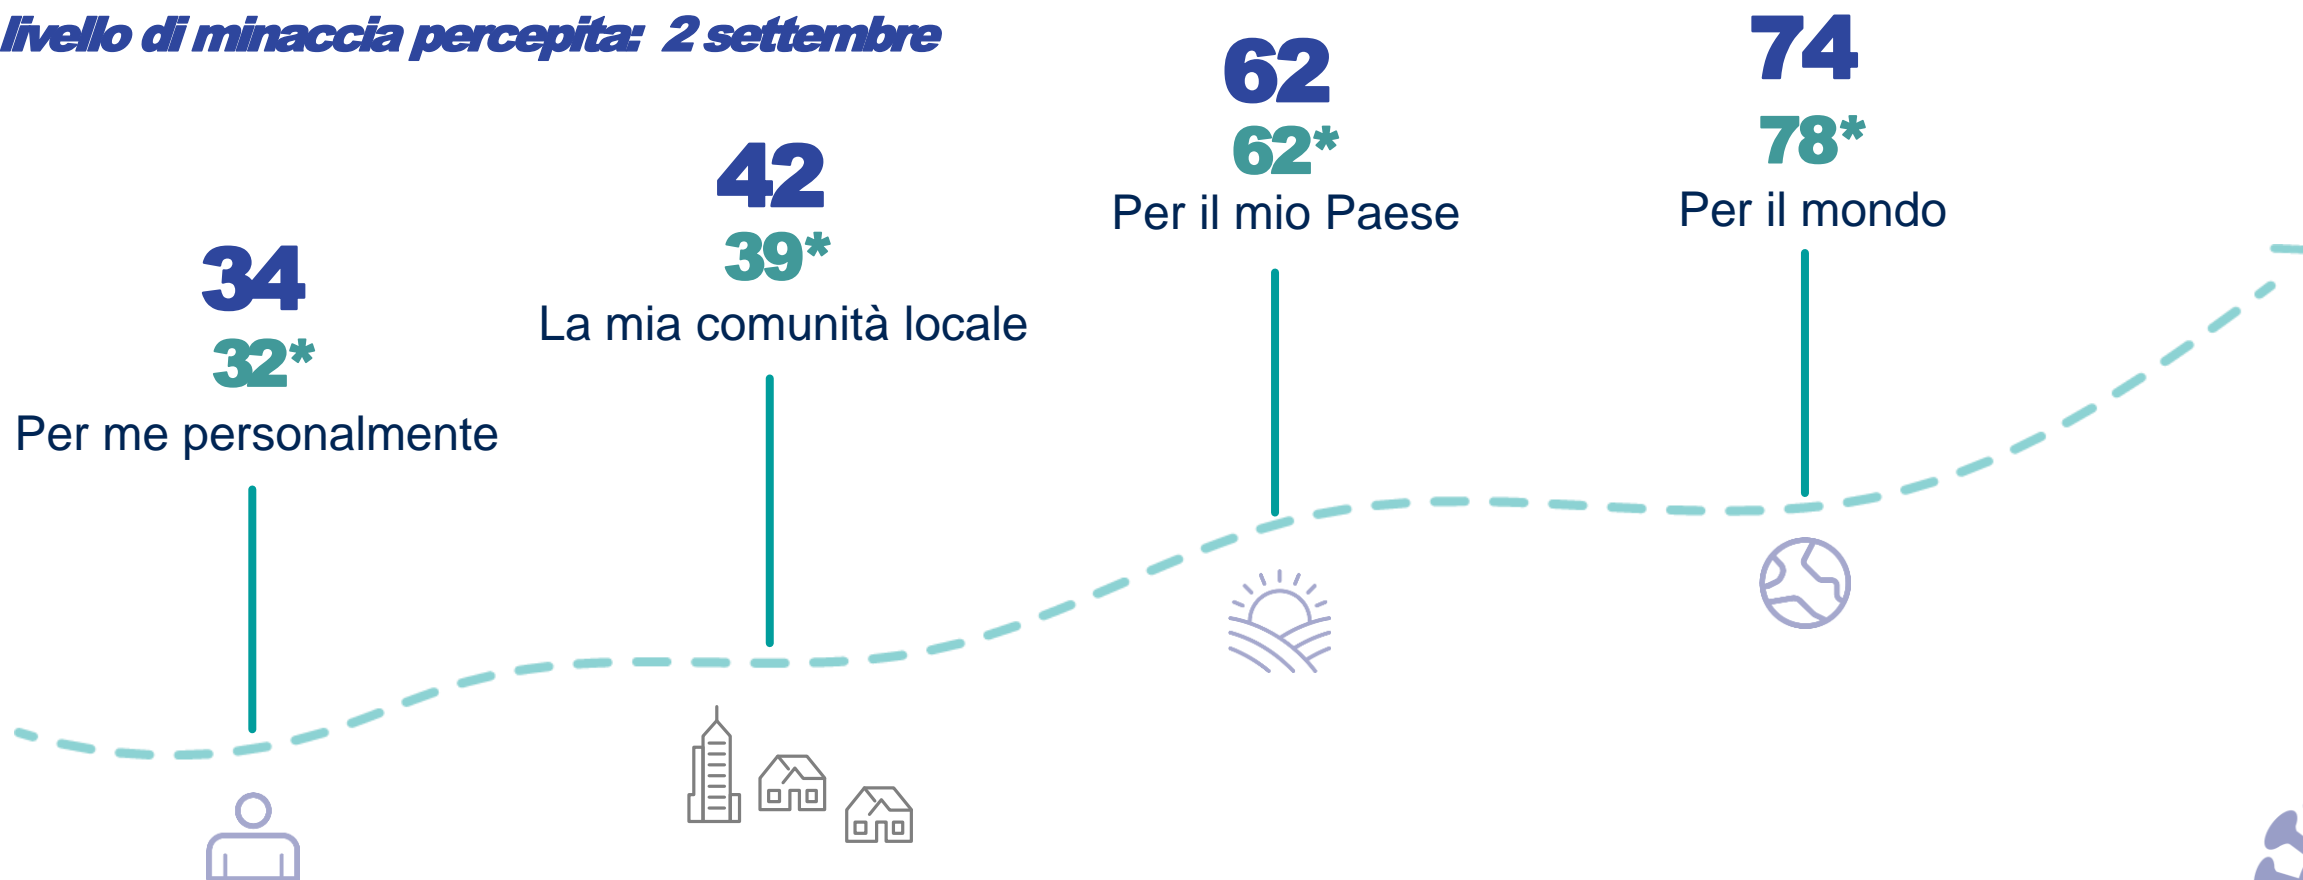 livello di minaccia percepita: 2 settembre
34
32*
Per me personalmente
42
39*
La mia comunità locale
62
62*
Per il mio Paese
74
78*
Per il mondo